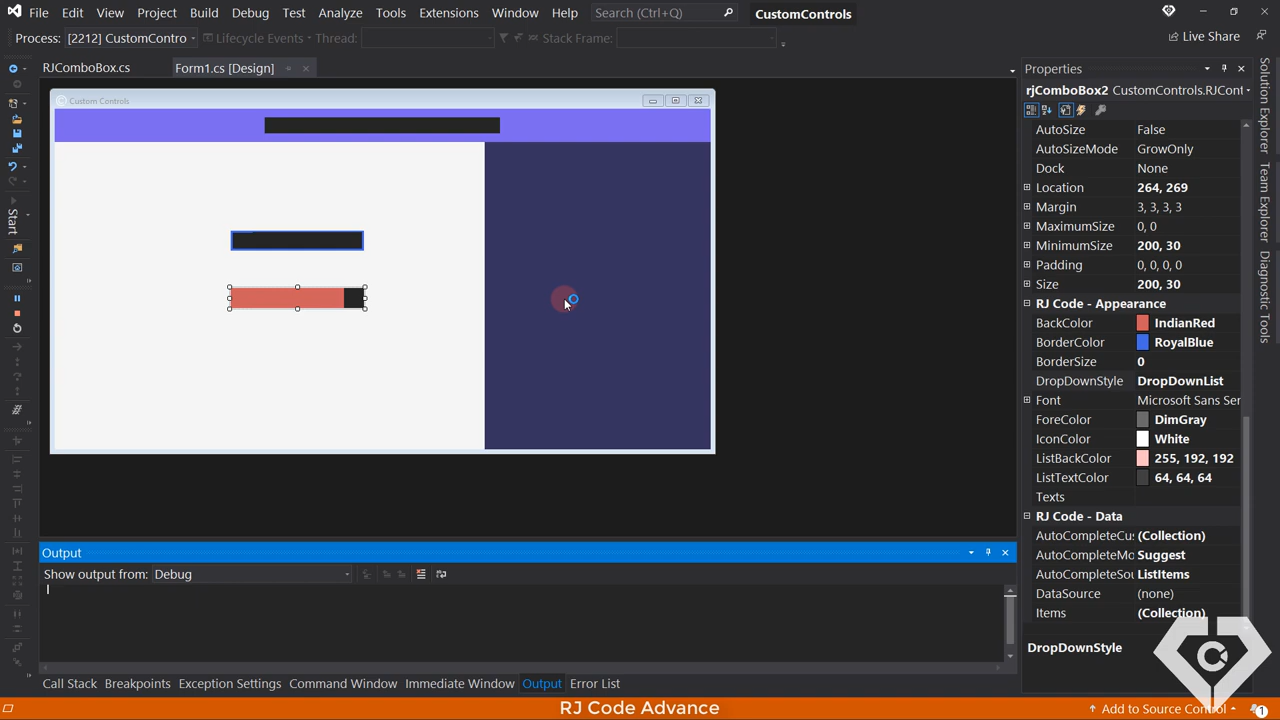 File Edit View Project Build Debug Test Analyze Tools Extensions Window Help Search (Ctrl+Q) CustomControls
Process: [2212] CustomContro Lifecycle Events Thread: Stack Frame: Live Share
RJComboBox.cs Form1.cs [Design]
Custom Controls
Start
Properties
rjComboBox2 CustomControls.RJCont
AutoSize False
AutoSizeMode GrowOnly
Dock None
Location 264, 269
Margin 3, 3, 3, 3
MaximumSize 0, 0
MinimumSize 200, 30
Padding 0, 0, 0, 0
Size 200, 30
RJ Code - Appearance
BackColor IndianRed
BorderColor RoyalBlue
BorderSize 0
DropDownStyle DropDownList
Font Microsoft Sans Ser
ForeColor DimGray
IconColor White
ListBackColor 255, 192, 192
ListTextColor 64, 64, 64
Texts
RJ Code - Data
AutoCompleteCus (Collection)
AutoCompleteMo Suggest
AutoCompleteSou ListItems
DataSource (none)
Items (Collection)
DropDownStyle
Solution Explorer
Team Explorer
Diagnostic Tools
Output
Show output from: Debug
Call Stack Breakpoints Exception Settings Command Window Immediate Window Output Error List
RJ Code Advance
Add to Source Control 1